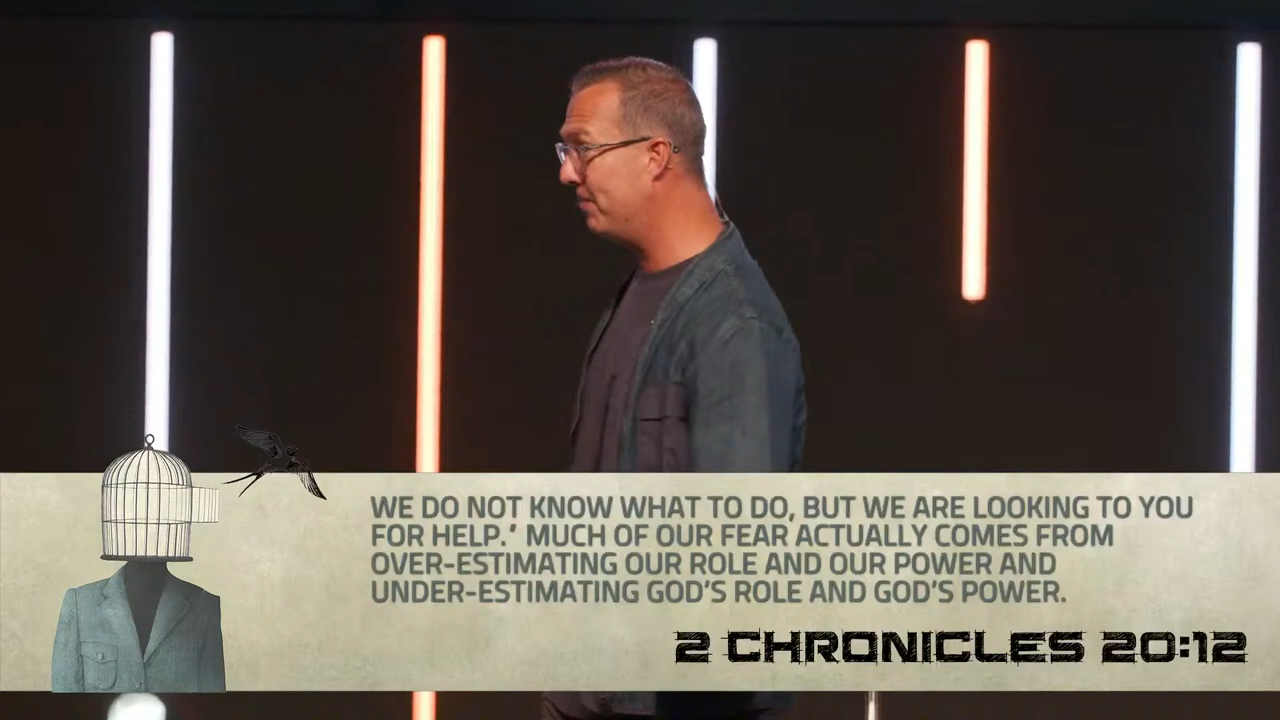 WE DO NOT KNOW WHAT TO DO, BUT WE ARE LOOKING TO YOU
FOR HELP.’ MUCH OF OUR FEAR ACTUALLY COMES FROM
OVER-ESTIMATING OUR ROLE AND OUR POWER AND
UNDER-ESTIMATING GOD’S ROLE AND GOD’S POWER.
2 CHRONICLES 20:12